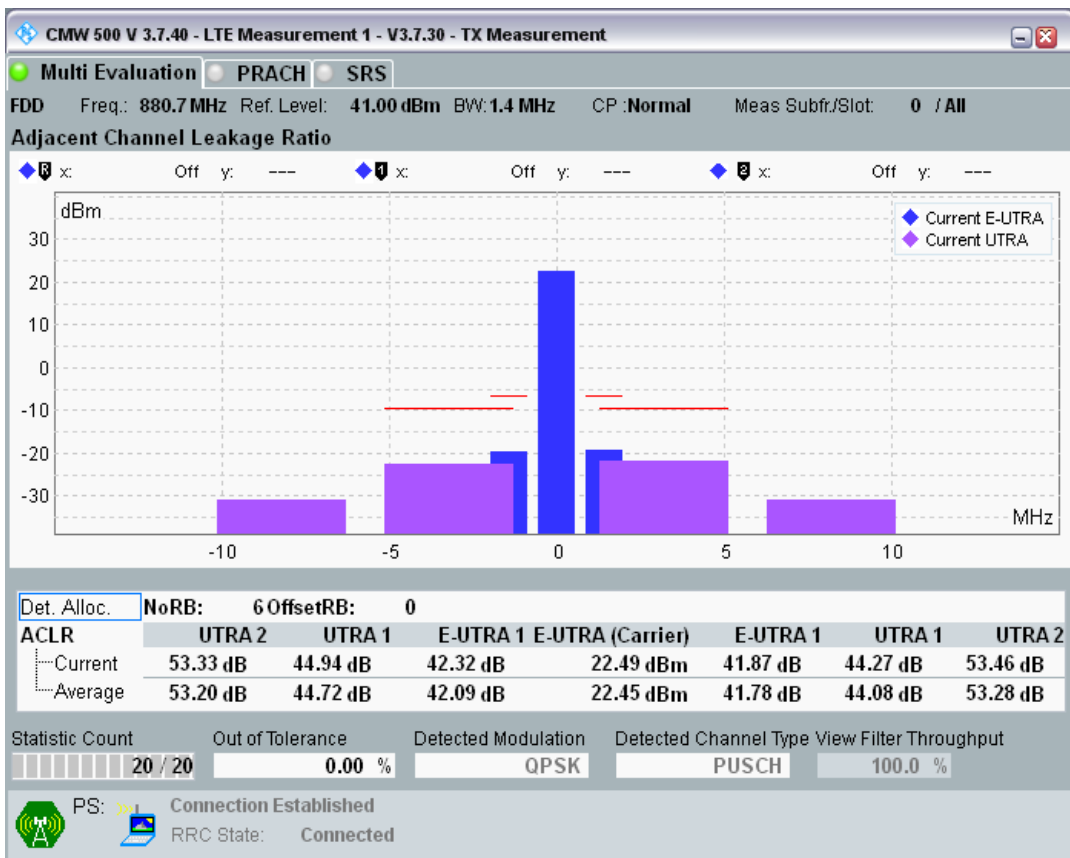 CMW 500 V 3.7.40 - LTE Measurement 1 - V3.7.30 - TX Measurement
Multi Evaluation PRACH SRS
FDD Freq.: 880.7 MHz Ref. Level: 41.00 dBm BW: 1.4 MHz CP :Normal Meas Subfr./Slot: 0 / All
Adjacent Channel Leakage Ratio
R x: Off y: --- 1 x: Off y: --- 2 x: Off y: ---
dBm
Current E-UTRA
Current UTRA
30
20
10
0
-10
-20
-30
MHz
-10 -5 0 5 10
Det. Alloc. NoRB: 6 OffsetRB: 0
ACLR UTRA 2 UTRA 1 E-UTRA 1 E-UTRA (Carrier) E-UTRA 1 UTRA 1 UTRA 2
Current 53.33 dB 44.94 dB 42.32 dB 22.49 dBm 41.87 dB 44.27 dB 53.46 dB
Average 53.20 dB 44.72 dB 42.09 dB 22.45 dBm 41.78 dB 44.08 dB 53.28 dB
Statistic Count Out of Tolerance Detected Modulation Detected Channel Type View Filter Throughput
20 / 20 0.00 % QPSK PUSCH 100.0 %
PS: Connection Established
RRC State: Connected